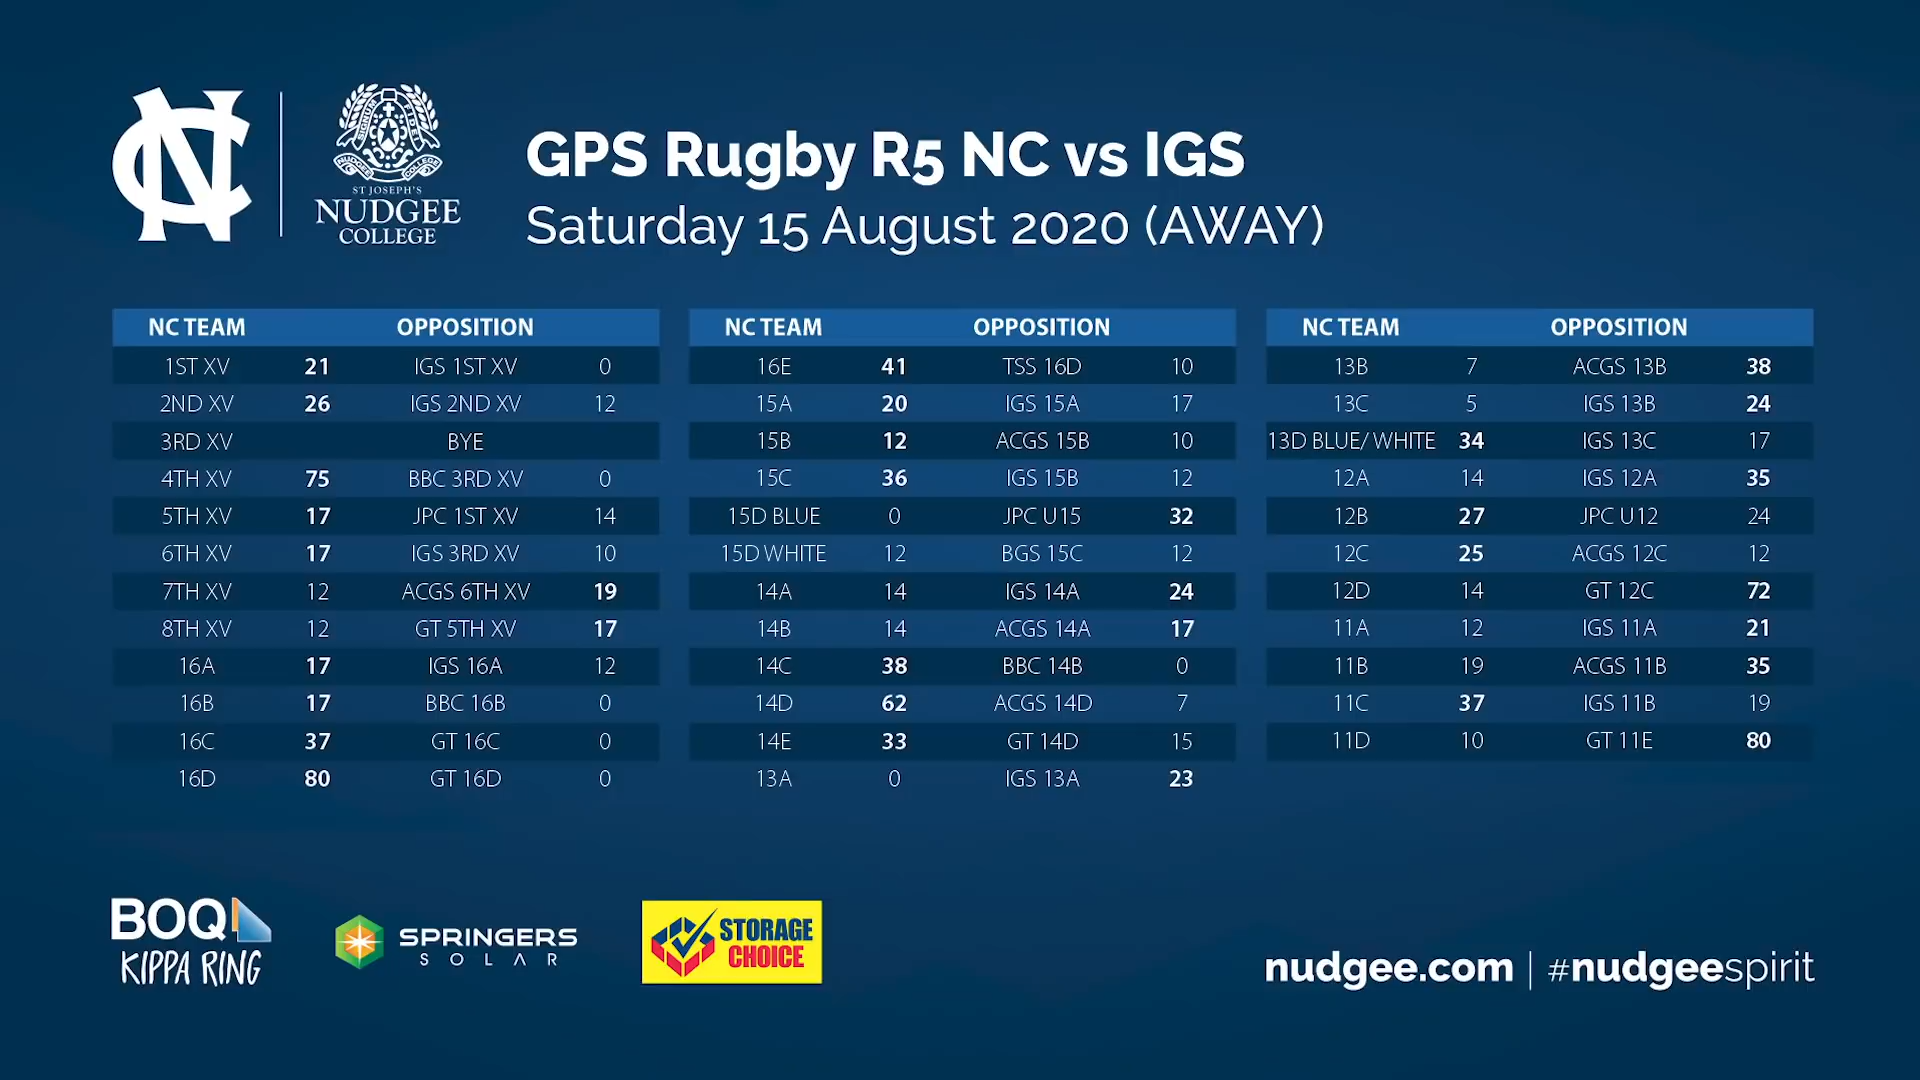 NC
SIGNUM FIDEI
NUDGEE COLLEGE
ST JOSEPH'S
NUDGEE
COLLEGE
GPS Rugby R5 NC vs IGS
Saturday 15 August 2020 (AWAY)
NC TEAM OPPOSITION
1ST XV 21 IGS 1ST XV 0
2ND XV 26 IGS 2ND XV 12
3RD XV BYE
4TH XV 75 BBC 3RD XV 0
5TH XV 17 JPC 1ST XV 14
6TH XV 17 IGS 3RD XV 10
7TH XV 12 ACGS 6TH XV 19
8TH XV 12 GT 5TH XV 17
16A 17 IGS 16A 12
16B 17 BBC 16B 0
16C 37 GT 16C 0
16D 80 GT 16D 0
NC TEAM OPPOSITION
16E 41 TSS 16D 10
15A 20 IGS 15A 17
15B 12 ACGS 15B 10
15C 36 IGS 15B 12
15D BLUE 0 JPC U15 32
15D WHITE 12 BGS 15C 12
14A 14 IGS 14A 24
14B 14 ACGS 14A 17
14C 38 BBC 14B 0
14D 62 ACGS 14D 7
14E 33 GT 14D 15
13A 0 IGS 13A 23
NC TEAM OPPOSITION
13B 7 ACGS 13B 38
13C 5 IGS 13B 24
13D BLUE/ WHITE 34 IGS 13C 17
12A 14 IGS 12A 35
12B 27 JPC U12 24
12C 25 ACGS 12C 12
12D 14 GT 12C 72
11A 12 IGS 11A 21
11B 19 ACGS 11B 35
11C 37 IGS 11B 19
11D 10 GT 11E 80
BOQ
KIPPA RING
SPRINGERS
SOLAR
STORAGE
CHOICE
nudgee.com | #nudgeespirit